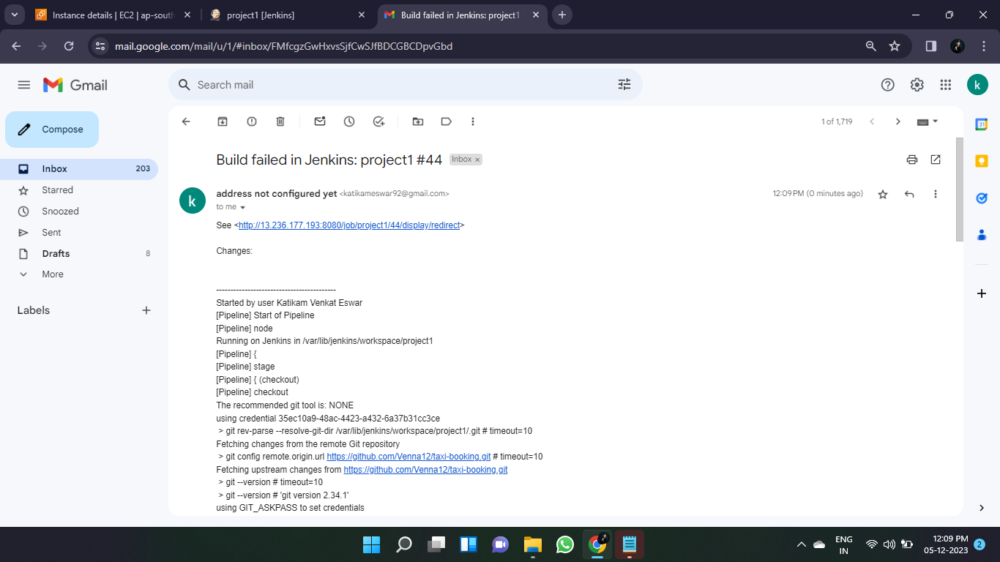 Instance details | EC2 | ap-south
project1 [Jenkins]
Build failed in Jenkins: project1
mail.google.com/mail/u/1/#inbox/FMfcgzGwHxvsSjfCwSJfBDCGBCDpvGbd
Gmail
Search mail
k
Compose
1 of 1,719
31
Inbox 203
Starred
Snoozed
Sent
Drafts 8
More
Labels
Build failed in Jenkins: project1 #44 Inbox x
k
address not configured yet <katikameswar92@gmail.com> 12:09 PM (0 minutes ago)
to me
See <http://13.236.177.193:8080/job/project1/44/display/redirect>
Changes:
------------------------------------------
Started by user Katikam Venkat Eswar
[Pipeline] Start of Pipeline
[Pipeline] node
Running on Jenkins in /var/lib/jenkins/workspace/project1
[Pipeline] {
[Pipeline] stage
[Pipeline] { (checkout)
[Pipeline] checkout
The recommended git tool is: NONE
using credential 35ec10a9-48ac-4423-a432-6a37b31cc3ce
> git rev-parse --resolve-git-dir /var/lib/jenkins/workspace/project1/.git # timeout=10
Fetching changes from the remote Git repository
> git config remote.origin.url https://github.com/Venna12/taxi-booking.git # timeout=10
Fetching upstream changes from https://github.com/Venna12/taxi-booking.git
> git --version # timeout=10
> git --version # 'git version 2.34.1'
using GIT_ASKPASS to set credentials
ENG
IN
12:09 PM
05-12-2023
2